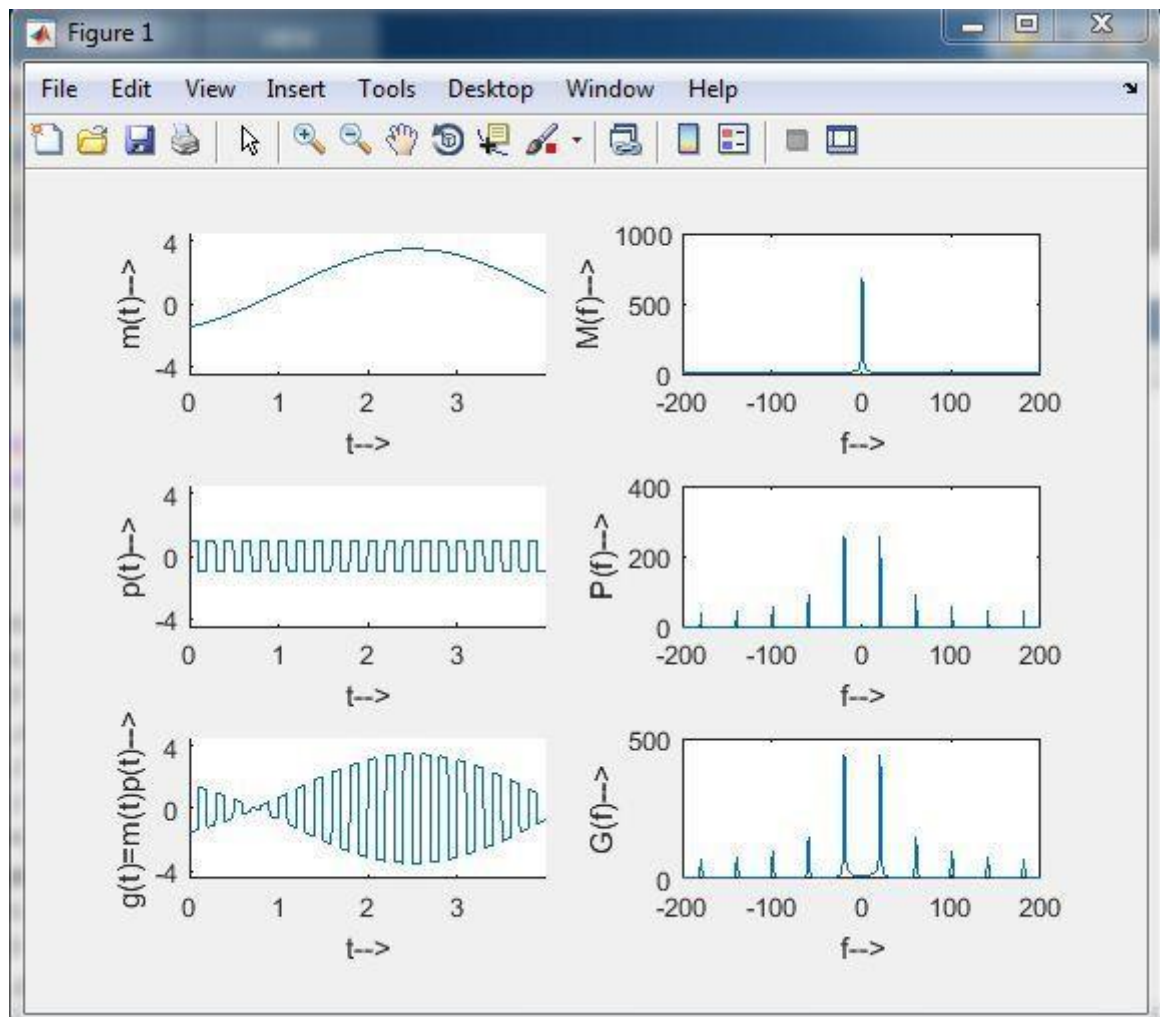 Figure 1
File Edit View Insert Tools Desktop Window Help
m(t)-->
4
0
-4
0 1 2 3
t-->
M(f)-->
1000
500
0
-200 -100 0 100 200
f-->
p(t)-->
4
0
-4
0 1 2 3
t-->
P(f)-->
400
200
0
-200 -100 0 100 200
f-->
g(t)=m(t)p(t)-->
4
0
-4
0 1 2 3
t-->
G(f)-->
500
0
-200 -100 0 100 200
f-->